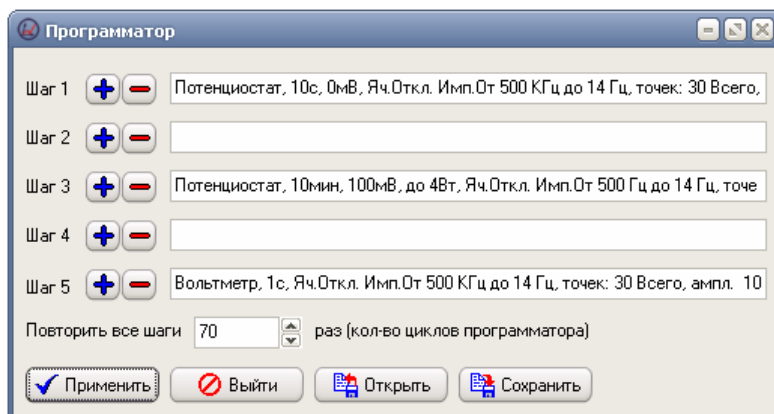 Программатор
Шаг 1 Потенциостат, 10с, 0мВ, Яч.Откл. Имп.От 500 КГц до 14 Гц, точек: 30 Всего,
Шаг 2
Шаг 3 Потенциостат, 10мин, 100мВ, до 4Вт, Яч.Откл. Имп.От 500 Гц до 14 Гц, точе
Шаг 4
Шаг 5 Вольтметр, 1с, Яч.Откл. Имп.От 500 КГц до 14 Гц, точек: 30 Всего, ампл. 10
Повторить все шаги 70 раз (кол-во циклов программатора)
Применить Выйти Открыть Сохранить